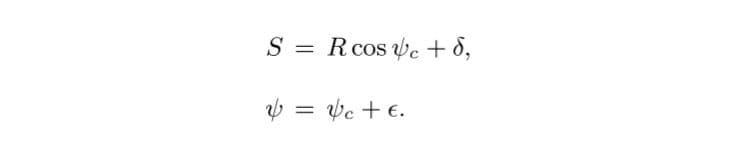 S = R cos ψ_c + δ,
ψ = ψ_c + ϵ.